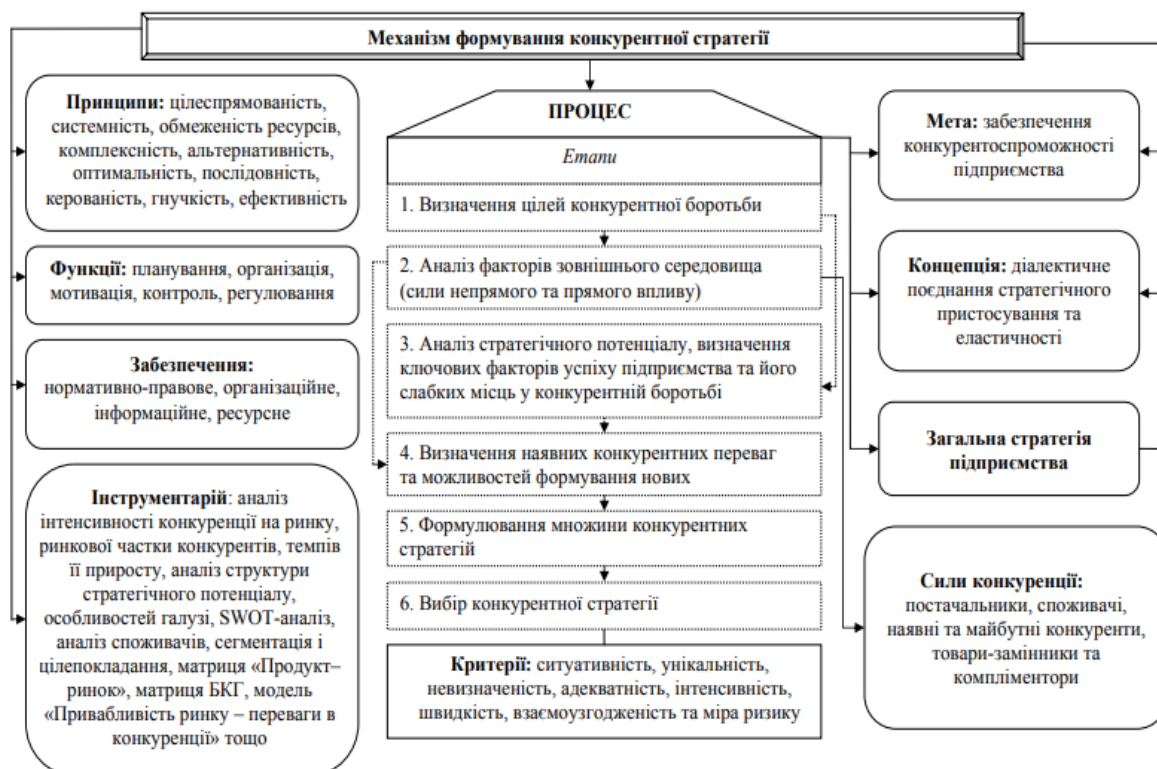 Механізм формування конкурентної стратегії
Принципи: цілеспрямованість,
системність, обмеженість ресурсів,
комплексність, альтернативність,
оптимальність, послідовність,
керованість, гнучкість, ефективність
Функції: планування, організація,
мотивація, контроль, регулювання
Забезпечення:
нормативно-правове, організаційне,
інформаційне, ресурсне
Інструментарій: аналіз
інтенсивності конкуренції на ринку,
ринкової частки конкурентів, темпів
її приросту, аналіз структури
стратегічного потенціалу,
особливостей галузі, SWOT-аналіз,
аналіз споживачів, сегментація і
цілепокладання, матриця «Продукт–
ринок», матриця БКГ, модель
«Привабливість ринку – переваги в
конкуренції» тощо
ПРОЦЕС
Етапи
1. Визначення цілей конкурентної боротьби
2. Аналіз факторів зовнішнього середовища
(сили непрямого та прямого впливу)
3. Аналіз стратегічного потенціалу, визначення
ключових факторів успіху підприємства та його
слабких місць у конкурентній боротьбі
4. Визначення наявних конкурентних переваг
та можливостей формування нових
5. Формулювання множини конкурентних
стратегій
6. Вибір конкурентної стратегії
Критерії: ситуативність, унікальність,
невизначеність, адекватність, інтенсивність,
швидкість, взаємоузгодженість та міра ризику
Мета: забезпечення
конкурентоспроможності
підприємства
Концепція: діалектичне
поєднання стратегічного
пристосування та
еластичності
Загальна стратегія
підприємства
Сили конкуренції:
постачальники, споживачі,
наявні та майбутні конкуренти,
товари-замінники та
компліментори